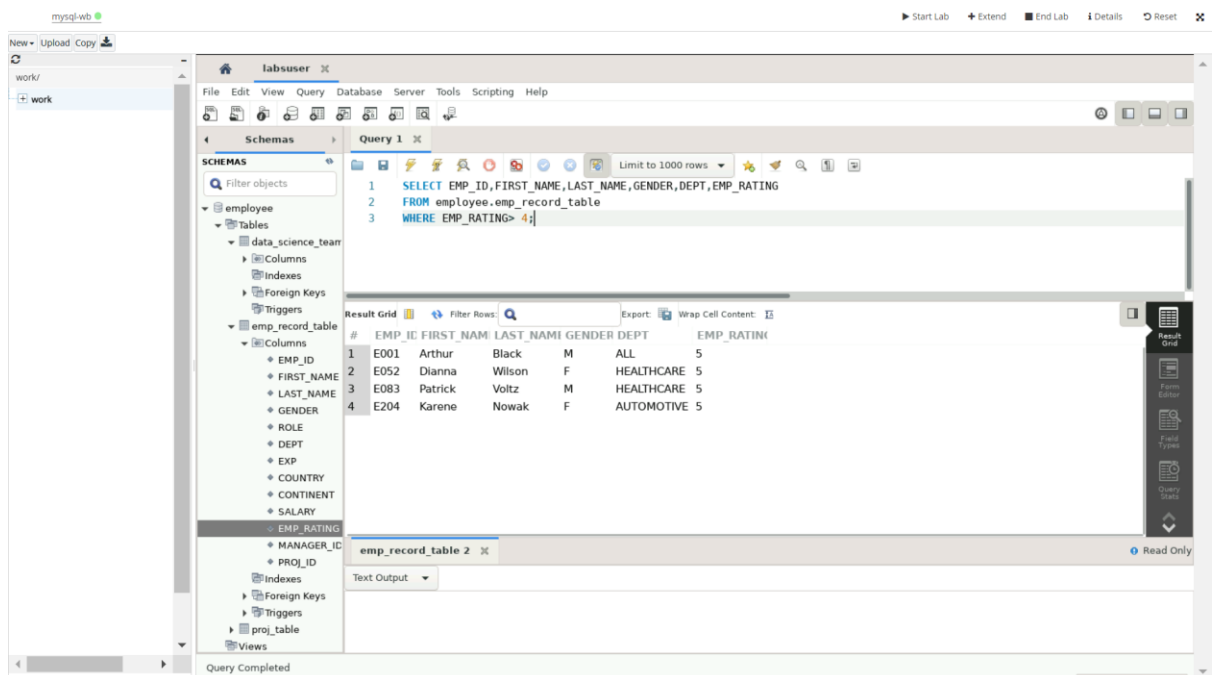 mysql-wb
Start Lab + Extend End Lab i Details Reset
New Upload Copy
work/
+ work
labsuser
File Edit View Query Database Server Tools Scripting Help
Schemas
SCHEMAS
Filter objects
employee
Tables
data_science_team
Columns
Indexes
Foreign Keys
Triggers
emp_record_table
Columns
EMP_ID
FIRST_NAME
LAST_NAME
GENDER
ROLE
DEPT
EXP
COUNTRY
CONTINENT
SALARY
EMP_RATING
MANAGER_ID
PROJ_ID
Indexes
Foreign Keys
Triggers
proj_table
Views
Query 1
Limit to 1000 rows
1 SELECT EMP_ID,FIRST_NAME,LAST_NAME,GENDER,DEPT,EMP_RATING
2 FROM employee.emp_record_table
3 WHERE EMP_RATING> 4;
Result Grid Filter Rows: Export: Wrap Cell Content:
# EMP_ID FIRST_NAME LAST_NAME GENDER DEPT EMP_RATING
1 E001 Arthur Black M ALL 5
2 E052 Dianna Wilson F HEALTHCARE 5
3 E083 Patrick Voltz M HEALTHCARE 5
4 E204 Karene Nowak F AUTOMOTIVE 5
Result
Grid
Form
Editor
Field
Types
Query
Stats
emp_record_table 2
Read Only
Text Output
Query Completed